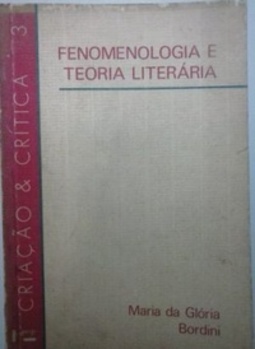 FENOMENOLOGIA E
TEORIA LITERÁRIA
CRIAÇÃO & CRÍTICA 3
Maria da Glória
Bordini